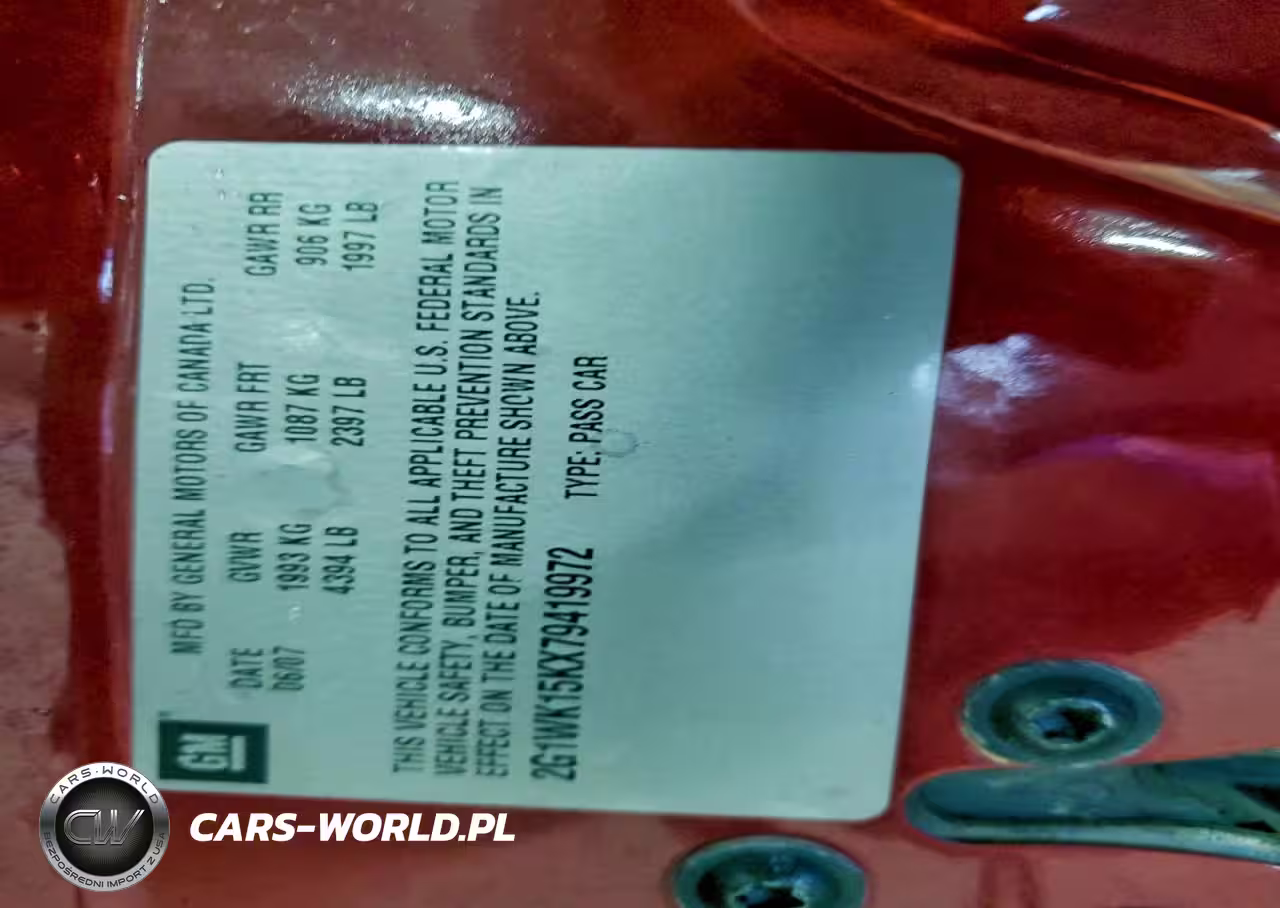 GM
MFD BY GENERAL MOTORS OF CANADA LTD.
DATE GVWR GAWR FRT GAWR RR
06/07 1993 KG 1087 KG 906 KG
4394 LB 2397 LB 1997 LB
THIS VEHICLE CONFORMS TO ALL APPLICABLE U.S. FEDERAL MOTOR
VEHICLE SAFETY, BUMPER, AND THEFT PREVENTION STANDARDS IN
EFFECT ON THE DATE OF MANUFACTURE SHOWN ABOVE.
2G1WK15KX79419972 TYPE: PASS CAR
CARS-WORLD
CW
BEZPOŚREDNI IMPORT Z USA
CARS-WORLD.PL